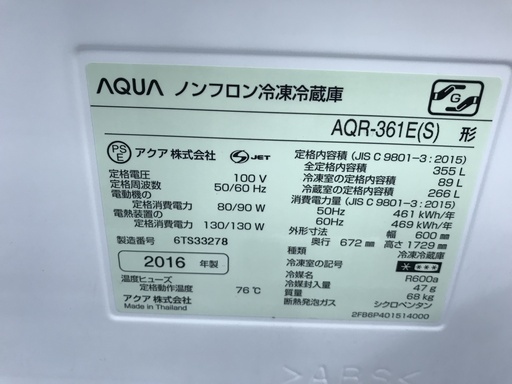 AQUA ノンフロン冷凍冷蔵庫
G
AQR-361E(S) 形
PS E アクア株式会社 S JET
定格電圧 100 V
定格周波数 50/60 Hz
電動機の
定格消費電力 80/90 W
電熱装置の
定格消費電力 130/130 W
製造番号 6TS33278
2016 年製
温度ヒューズ
定格動作温度 76℃
アクア株式会社
Made in Thailand
定格内容積 (JIS C 9801-3:2015)
全定格内容積 355 L
冷凍室の定格内容積 89 L
冷蔵室の定格内容積 266 L
消費電力量 (JIS C 9801-3:2015)
50Hz 461 kWh/年
60Hz 469 kWh/年
外形寸法 幅 600 mm
奥行 672 mm 高さ 1729 mm
種類 冷凍冷蔵庫
冷凍室の記号 ＊***
冷媒名 R600a
冷媒封入量 47 g
質量 68 kg
断熱発泡ガス シクロペンタン
2FB6P401514000
>ABS<